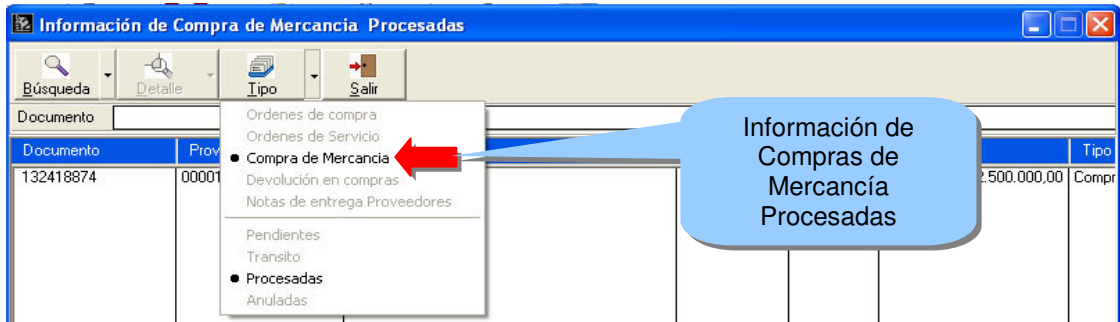 Información de Compra de Mercancia Procesadas
Búsqueda
Detalle
Tipo
Salir
Documento
Ordenes de compra
Ordenes de Servicio
Compra de Mercancia
Devolución en compras
Notas de entrega Proveedores
Pendientes
Transito
Procesadas
Anuladas
Documento Prov Tipo
132418874 00001 .500.000,00 Compr
Información de
Compras de
Mercancía
Procesadas